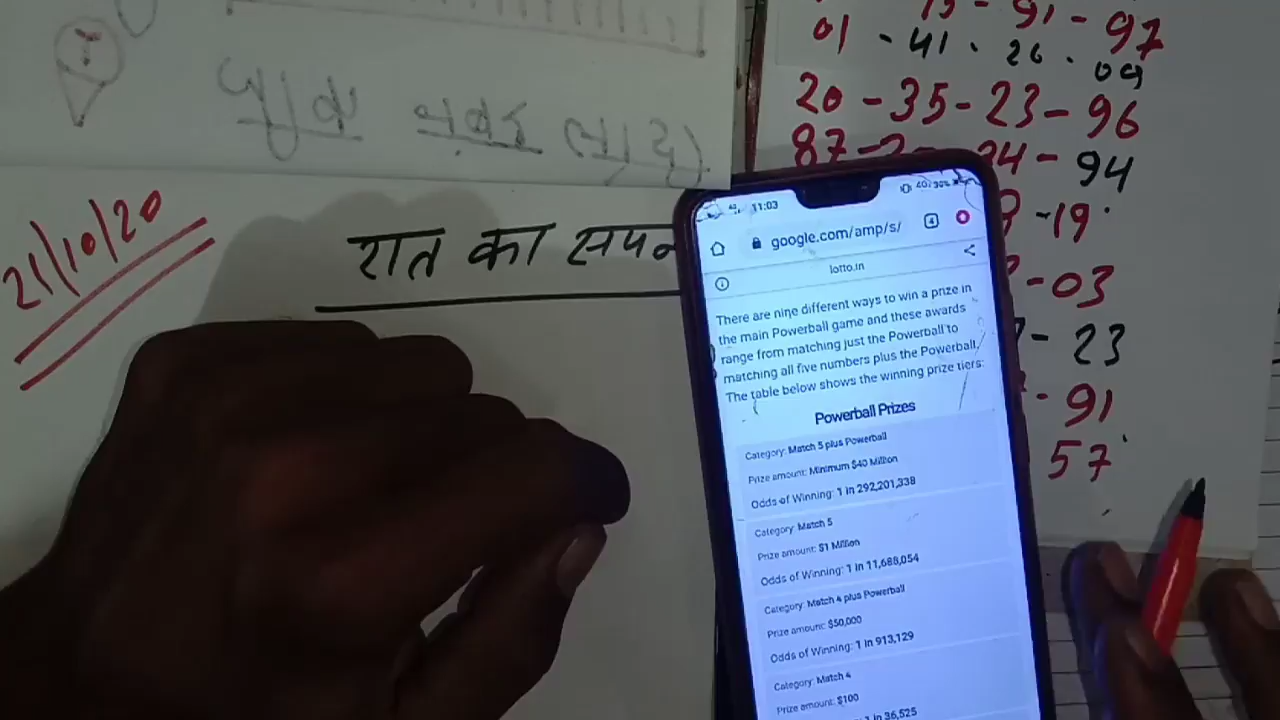 21/10/20
रात का
13 - 91 - 97
01 - 41 - 26 - 09
20 - 35 - 23 - 96
87
94
19
03
23
91
57
11:03
google.com/amp/s/
lotto.in
There are nine different ways to win a prize in
the main Powerball game and these awards
range from matching just the Powerball to
matching all five numbers plus the Powerball.
The table below shows the winning prize tiers:
Powerball Prizes
Category: Match 5 plus Powerball
Prize amount: Minimum $40 Million
Odds of Winning: 1 in 292,201,338
Category: Match 5
Prize amount: $1 Million
Odds of Winning: 1 in 11,688,054
Category: Match 4 plus Powerball
Prize amount: $50,000
Odds of Winning: 1 in 913,129
Category: Match 4
Prize amount: $100
1 in 36,525